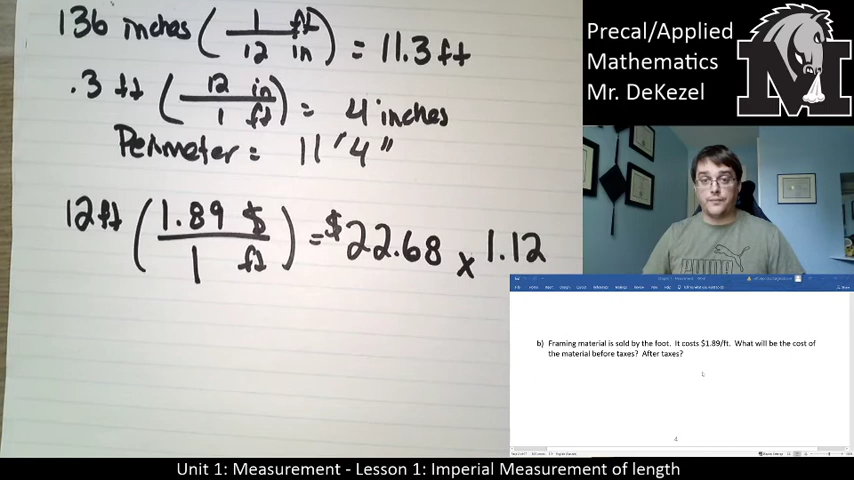 136 inches ( 1 ft / 12 in ) = 11.3 ft
.3 ft ( 12 in / 1 ft ) = 4 inches
Perimeter = 11'4"
12 ft ( 1.89 $ / 1 ft ) = $22.68 x 1.12
Precal/Applied
Mathematics
Mr. DeKezel
M
PUMA
b) Framing material is sold by the foot. It costs $1.89/ft. What will be the cost of
the material before taxes? After taxes?
4
Unit 1: Measurement - Lesson 1: Imperial Measurement of length